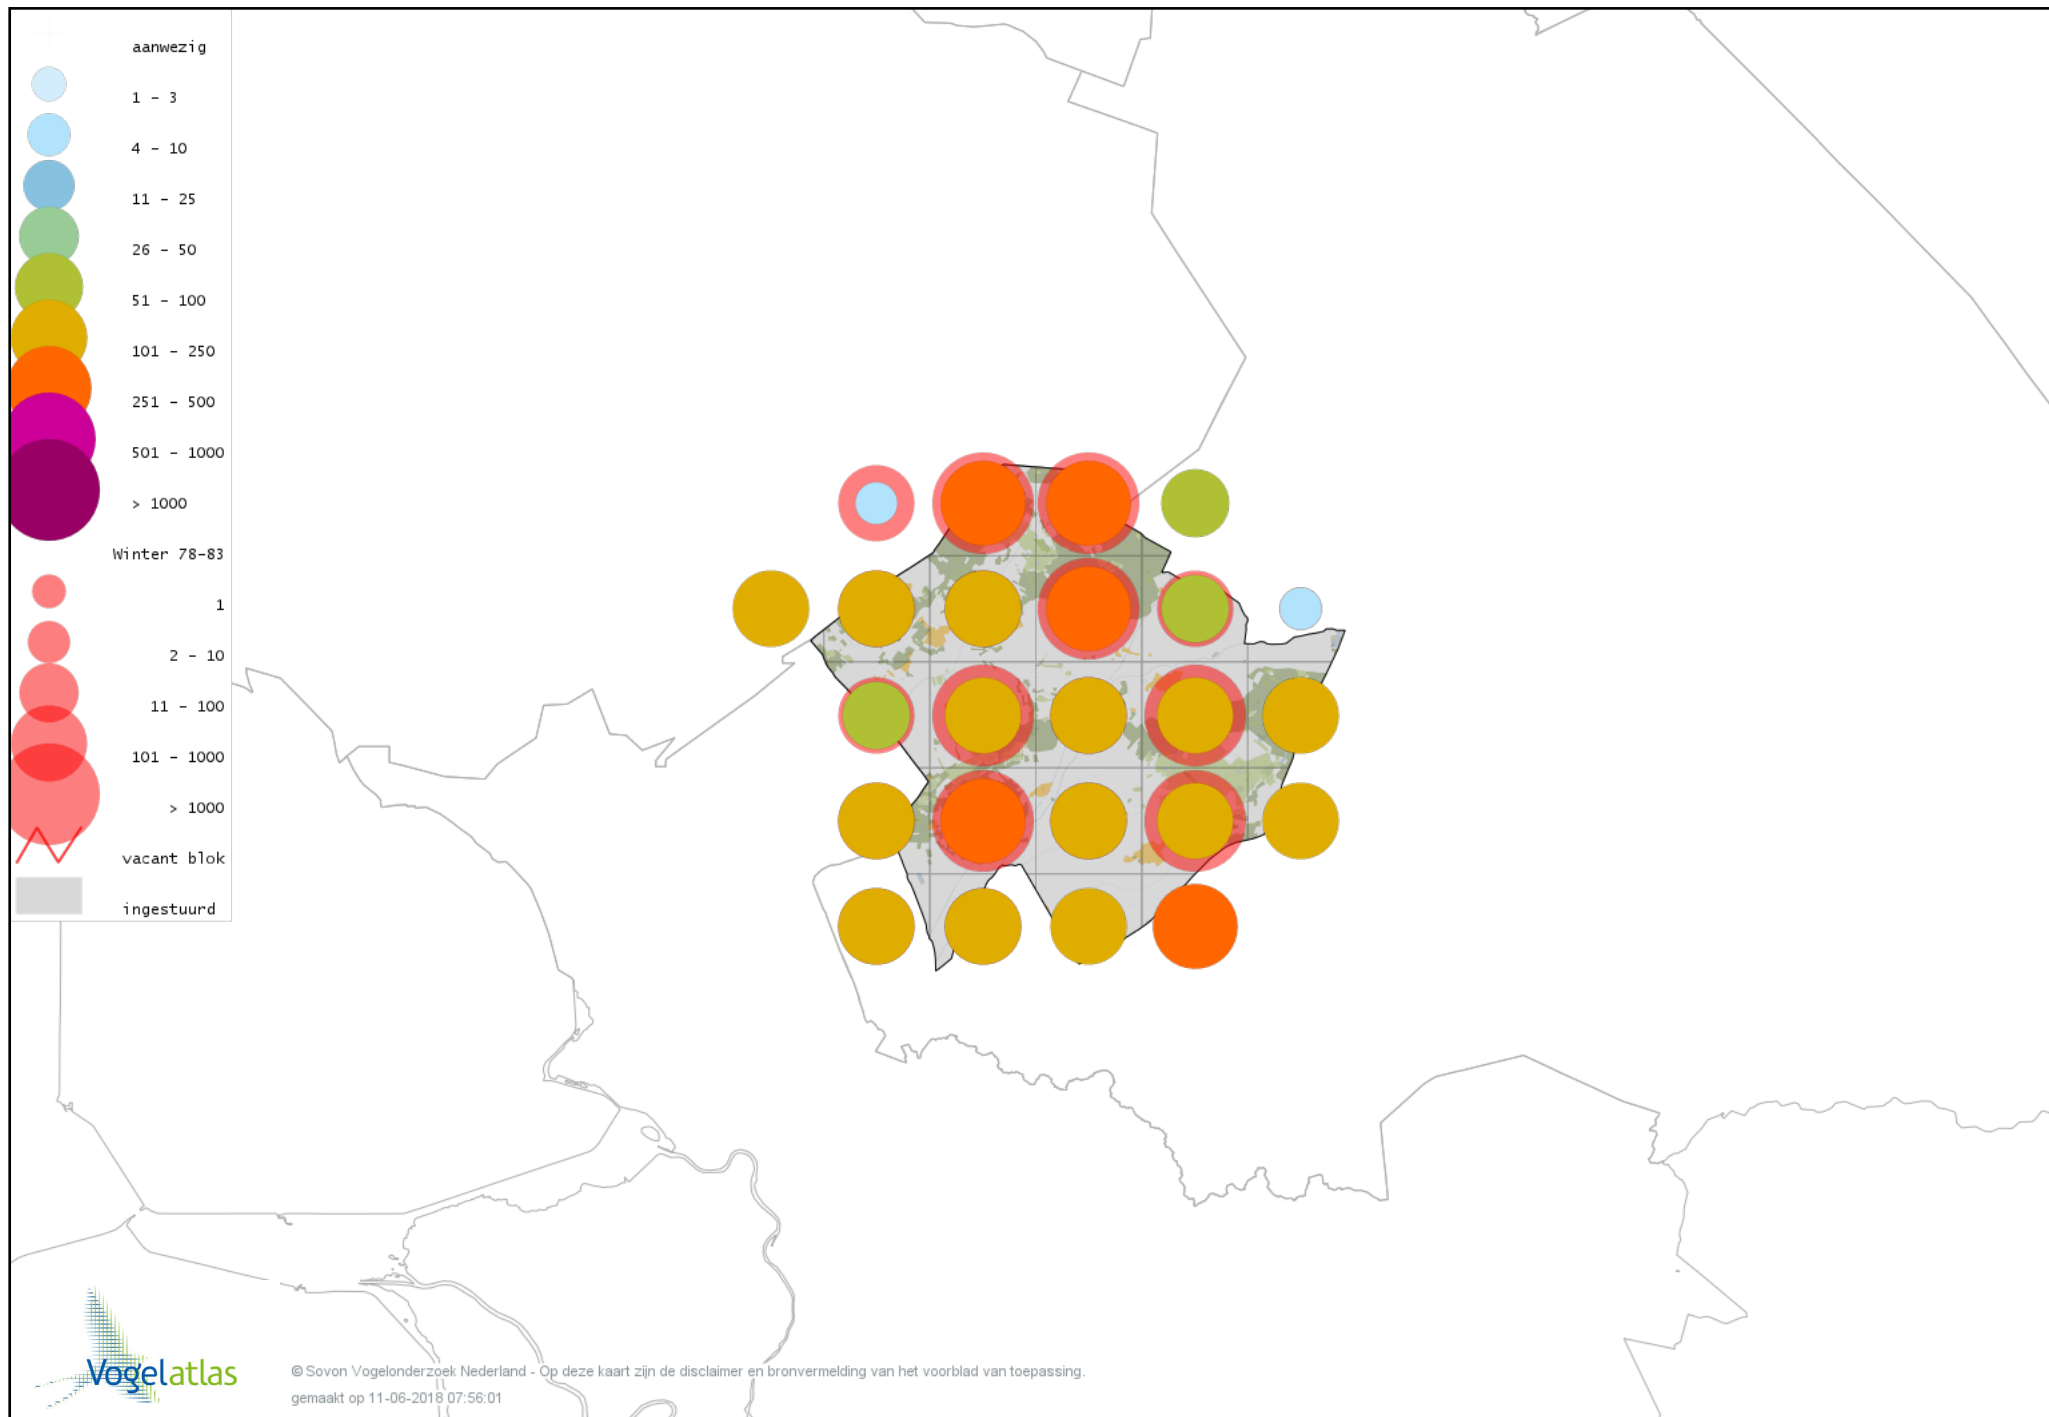 aanwezig
1 - 3
4 - 10
11 - 25
26 - 50
51 - 100
101 - 250
251 - 500
501 - 1000
> 1000
Winter 78-83
1
2 - 10
11 - 100
101 - 1000
> 1000
vacant blok
ingestuurd
Vogelatlas
© Sovon Vogelonderzoek Nederland - Op deze kaart zijn de disclaimer en bronvermelding van het voorblad van toepassing.
gemaakt op 11-06-2018 07:56:01